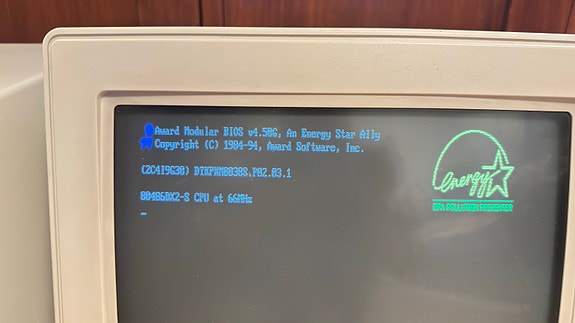 Award Modular BIOS v4.50G, An Energy Star Ally
Copyright (C) 1984-94, Award Software, Inc.
(2C4I9G30) DTKPKM0038S.P02.03.1
80486DX2-S CPU at 66MHz
energy
EPA POLLUTION PREVENTER